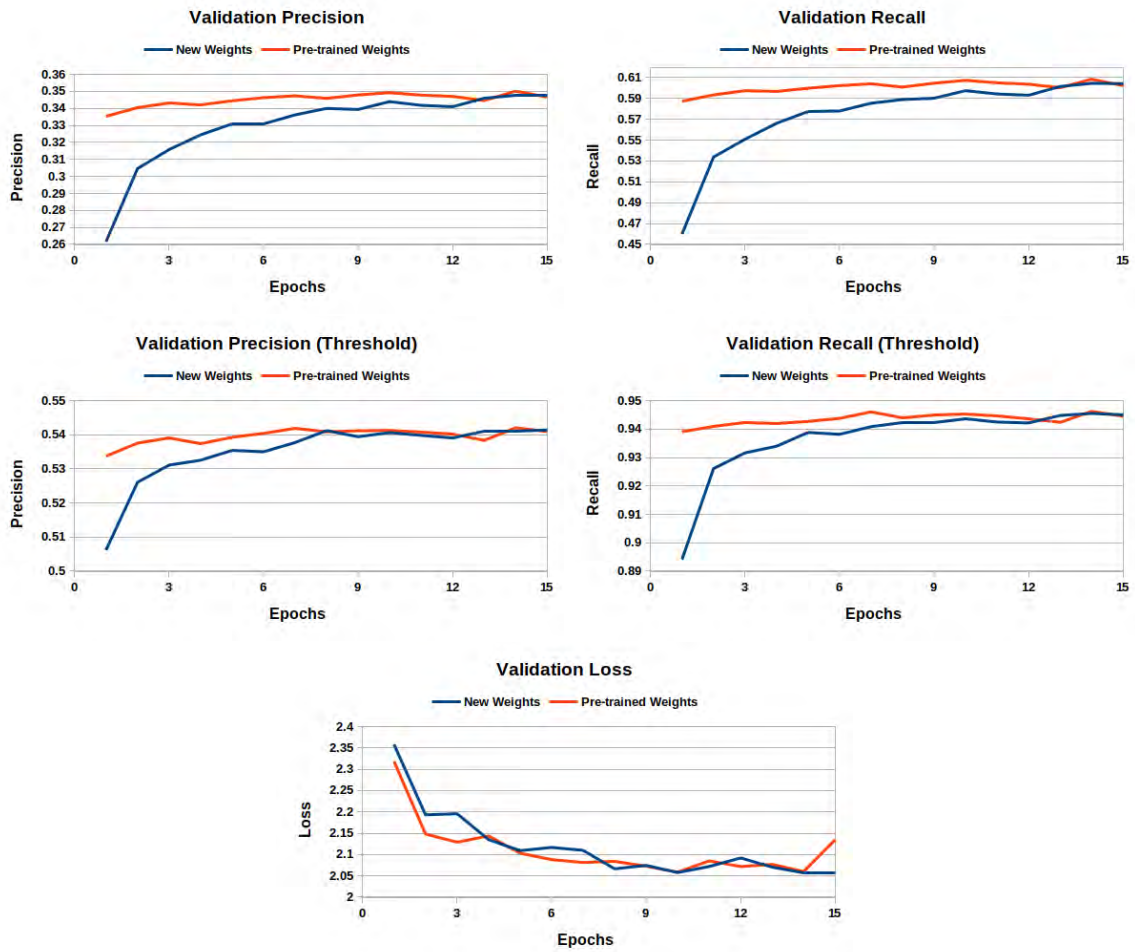 Validation Precision
New Weights Pre-trained Weights
0.36
0.35
0.34
0.33
0.32
0.31
0.3
0.29
0.28
0.27
0.26
0 3 6 9 12 15
Precision
Epochs
Validation Recall
New Weights Pre-trained Weights
0.61
0.59
0.57
0.55
0.53
0.51
0.49
0.47
0.45
0 3 6 9 12 15
Recall
Epochs
Validation Precision (Threshold)
New Weights Pre-trained Weights
0.55
0.54
0.53
0.52
0.51
0.5
0 3 6 9 12 15
Precision
Epochs
Validation Recall (Threshold)
New Weights Pre-trained Weights
0.95
0.94
0.93
0.92
0.91
0.9
0.89
0 3 6 9 12 15
Recall
Epochs
Validation Loss
New Weights Pre-trained Weights
2.4
2.35
2.3
2.25
2.2
2.15
2.1
2.05
2
0 3 6 9 12 15
Loss
Epochs